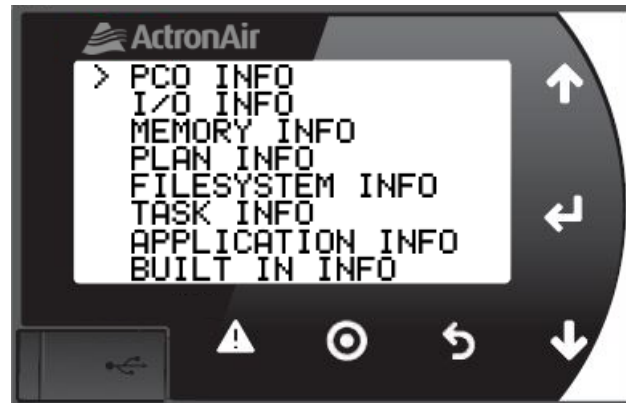 ActronAir
> PCO INFO
I/O INFO
MEMORY INFO
PLAN INFO
FILESYSTEM INFO
TASK INFO
APPLICATION INFO
BUILT IN INFO